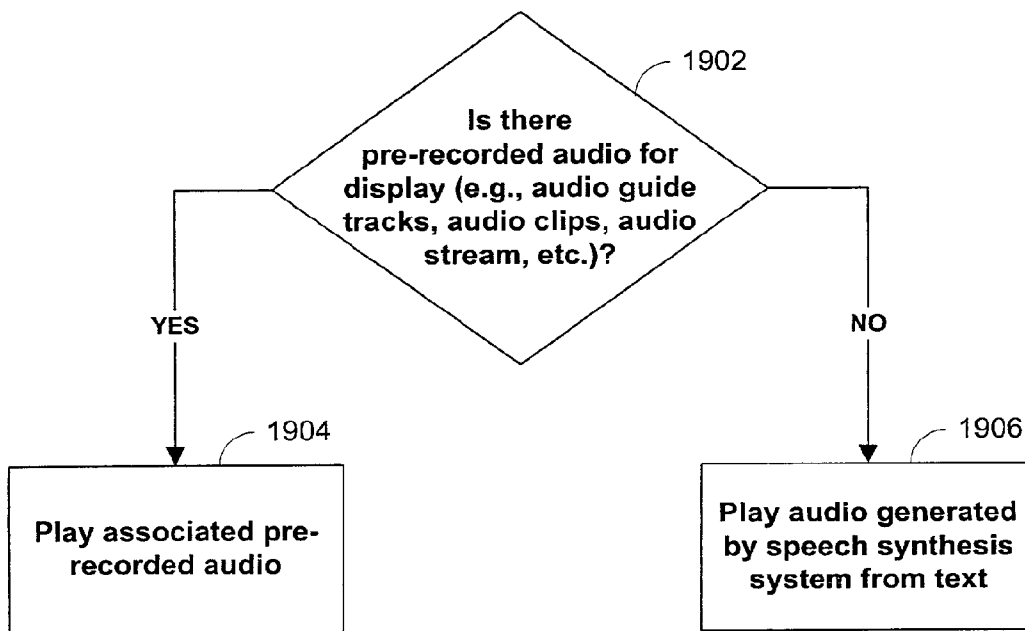 1902
Is there
pre-recorded audio for
display (e.g., audio guide
tracks, audio clips, audio
stream, etc.)?
YES
NO
1904
Play associated pre-
recorded audio
1906
Play audio generated
by speech synthesis
system from text